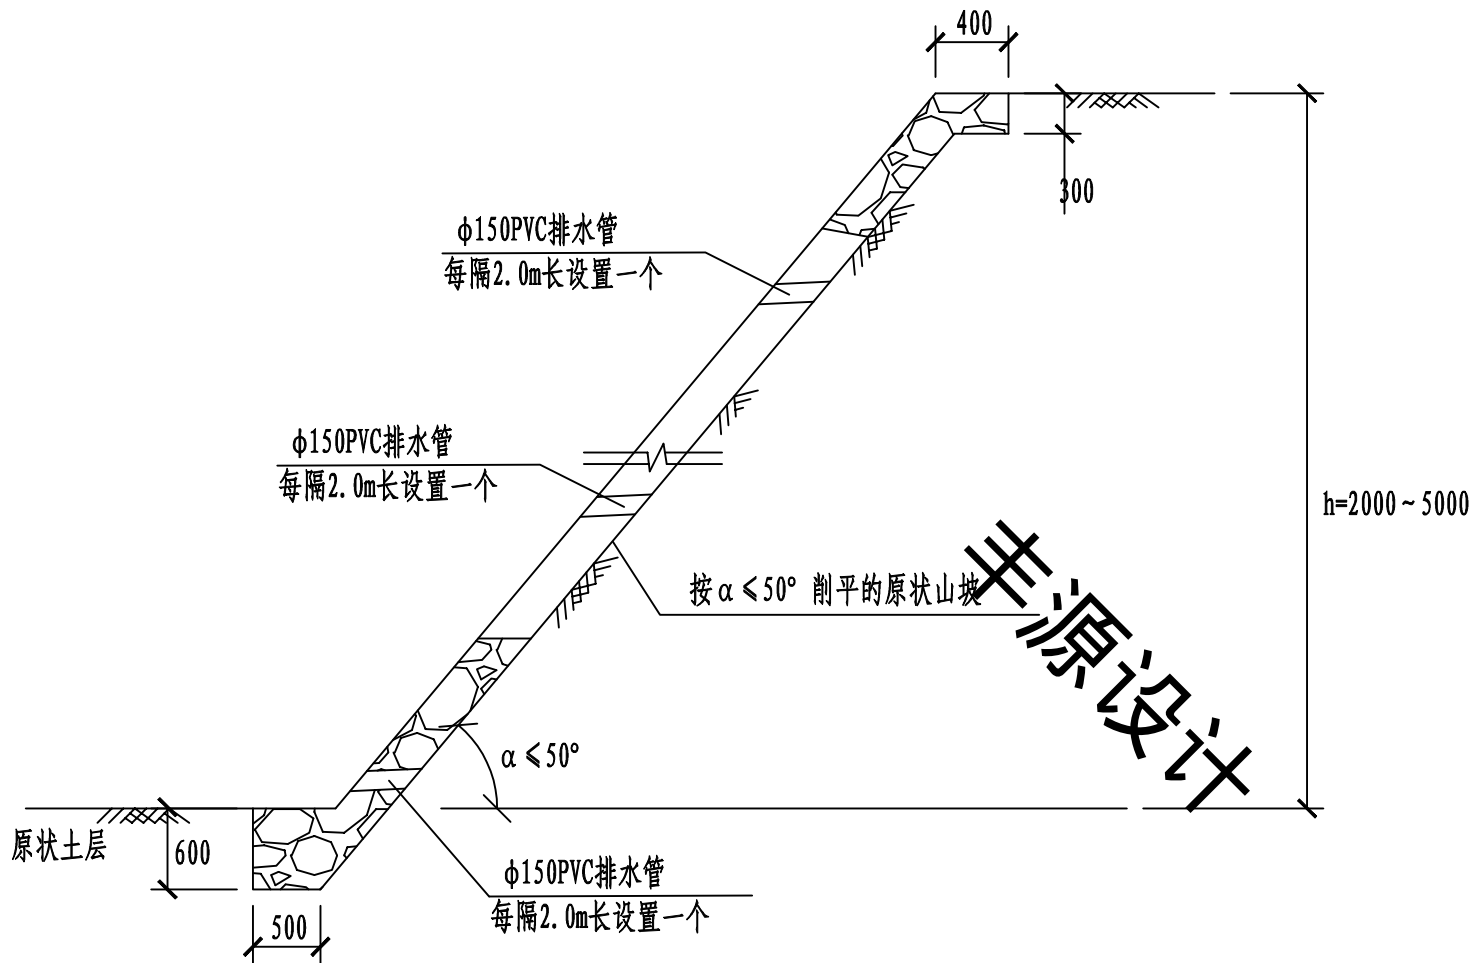 400
300
ф150PVC排水管
每隔2.0m长设置一个
ф150PVC排水管
每隔2.0m长设置一个
h=2000～5000
按α≤50° 削平的原状山坡
丰源设计
α≤50°
原状土层
600
ф150PVC排水管
每隔2.0m长设置一个
500